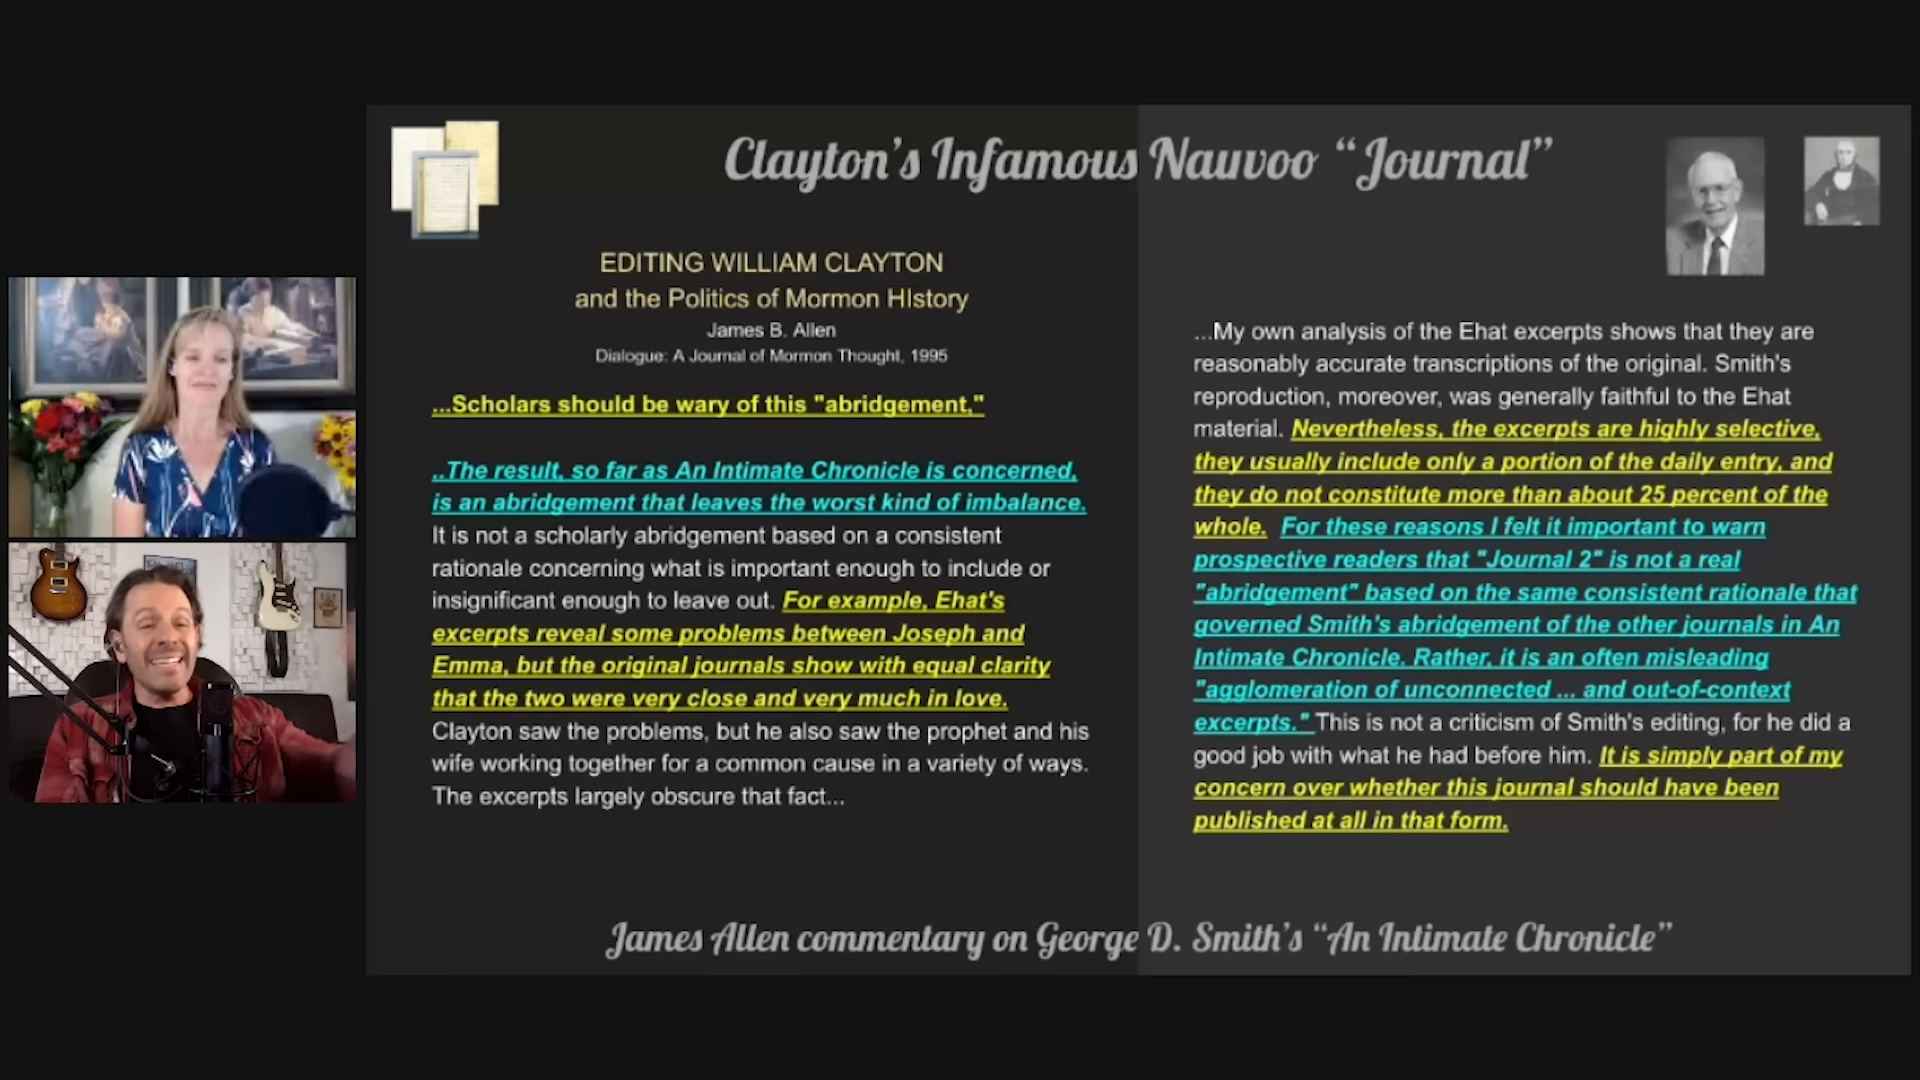 Clayton's Infamous Nauvoo “Journal”
EDITING WILLIAM CLAYTON
and the Politics of Mormon HIstory
James B. Allen
Dialogue: A Journal of Mormon Thought, 1995
...Scholars should be wary of this "abridgement,"
..The result, so far as An Intimate Chronicle is concerned,
is an abridgement that leaves the worst kind of imbalance.
It is not a scholarly abridgement based on a consistent
rationale concerning what is important enough to include or
insignificant enough to leave out. For example, Ehat's
excerpts reveal some problems between Joseph and
Emma, but the original journals show with equal clarity
that the two were very close and very much in love.
Clayton saw the problems, but he also saw the prophet and his
wife working together for a common cause in a variety of ways.
The excerpts largely obscure that fact...
...My own analysis of the Ehat excerpts shows that they are
reasonably accurate transcriptions of the original. Smith's
reproduction, moreover, was generally faithful to the Ehat
material. Nevertheless, the excerpts are highly selective,
they usually include only a portion of the daily entry, and
they do not constitute more than about 25 percent of the
whole. For these reasons I felt it important to warn
prospective readers that "Journal 2" is not a real
"abridgement" based on the same consistent rationale that
governed Smith's abridgement of the other journals in An
Intimate Chronicle. Rather, it is an often misleading
"agglomeration of unconnected ... and out-of-context
excerpts." This is not a criticism of Smith's editing, for he did a
good job with what he had before him. It is simply part of my
concern over whether this journal should have been
published at all in that form.
James Allen commentary on George D. Smith's “An Intimate Chronicle”